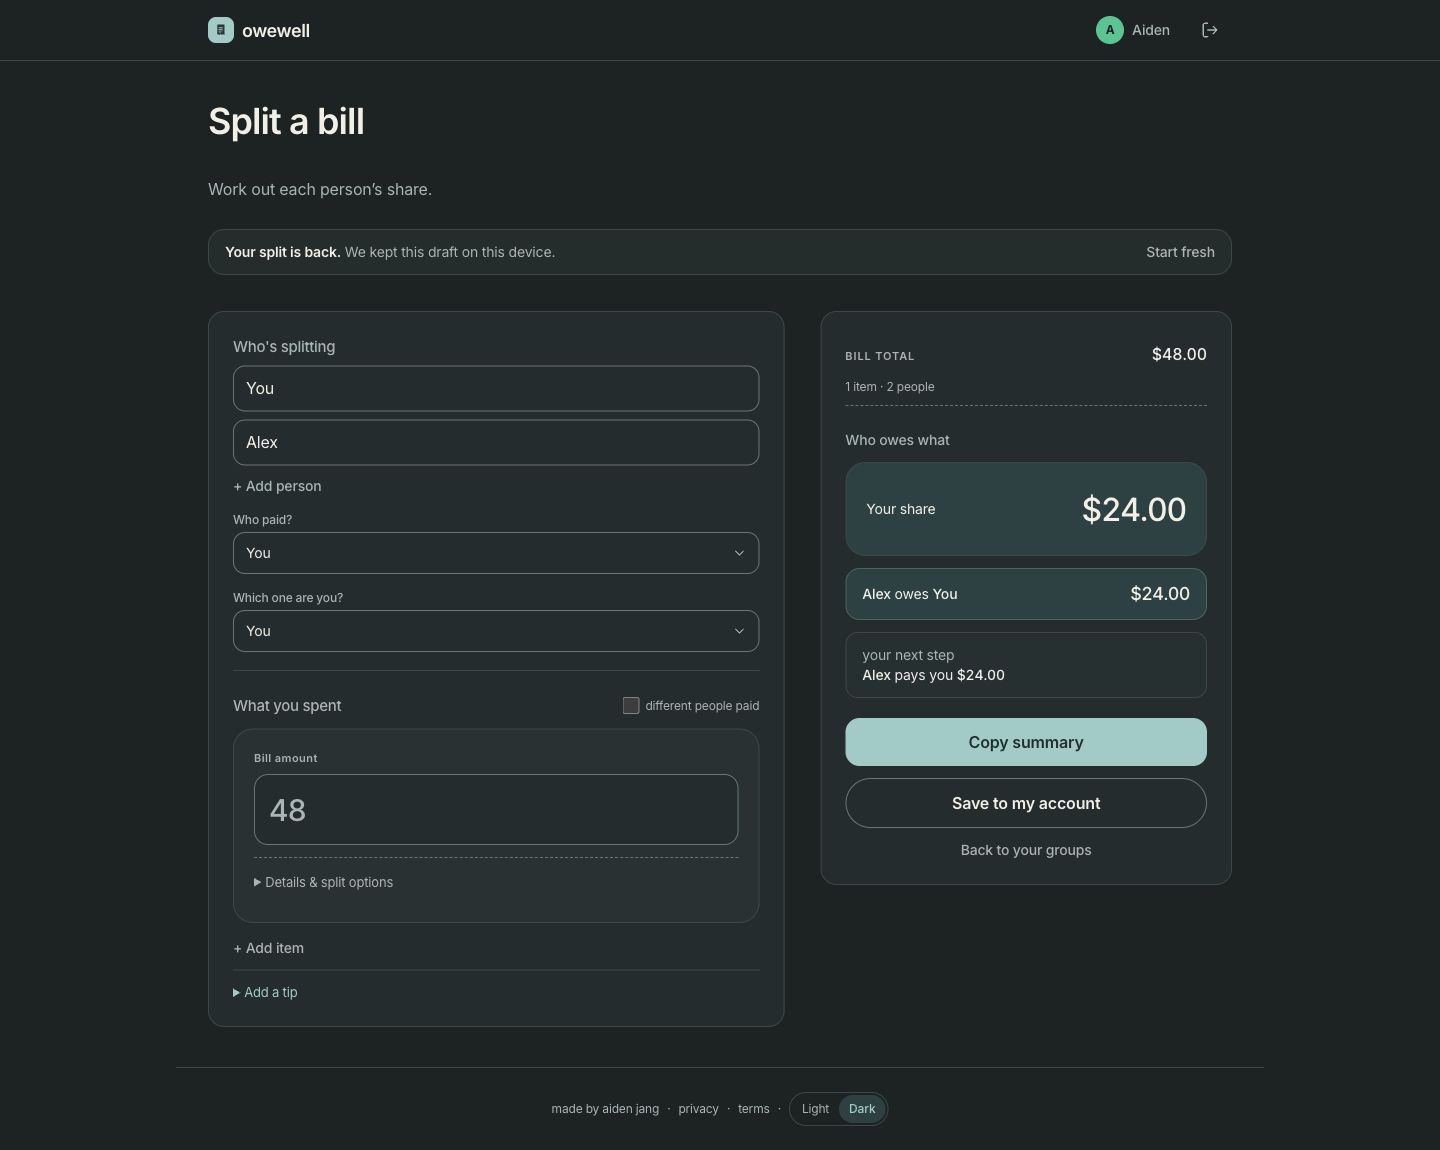 owewell
A Aiden
Split a bill
Work out each person’s share.
Your split is back. We kept this draft on this device.
Start fresh
Who's splitting
You
Alex
+ Add person
Who paid?
You
Which one are you?
You
What you spent
different people paid
Bill amount
48
Details & split options
+ Add item
Add a tip
BILL TOTAL $48.00
1 item · 2 people
Who owes what
Your share $24.00
Alex owes You $24.00
your next step
Alex pays you $24.00
Copy summary
Save to my account
Back to your groups
made by aiden jang · privacy · terms · Light Dark